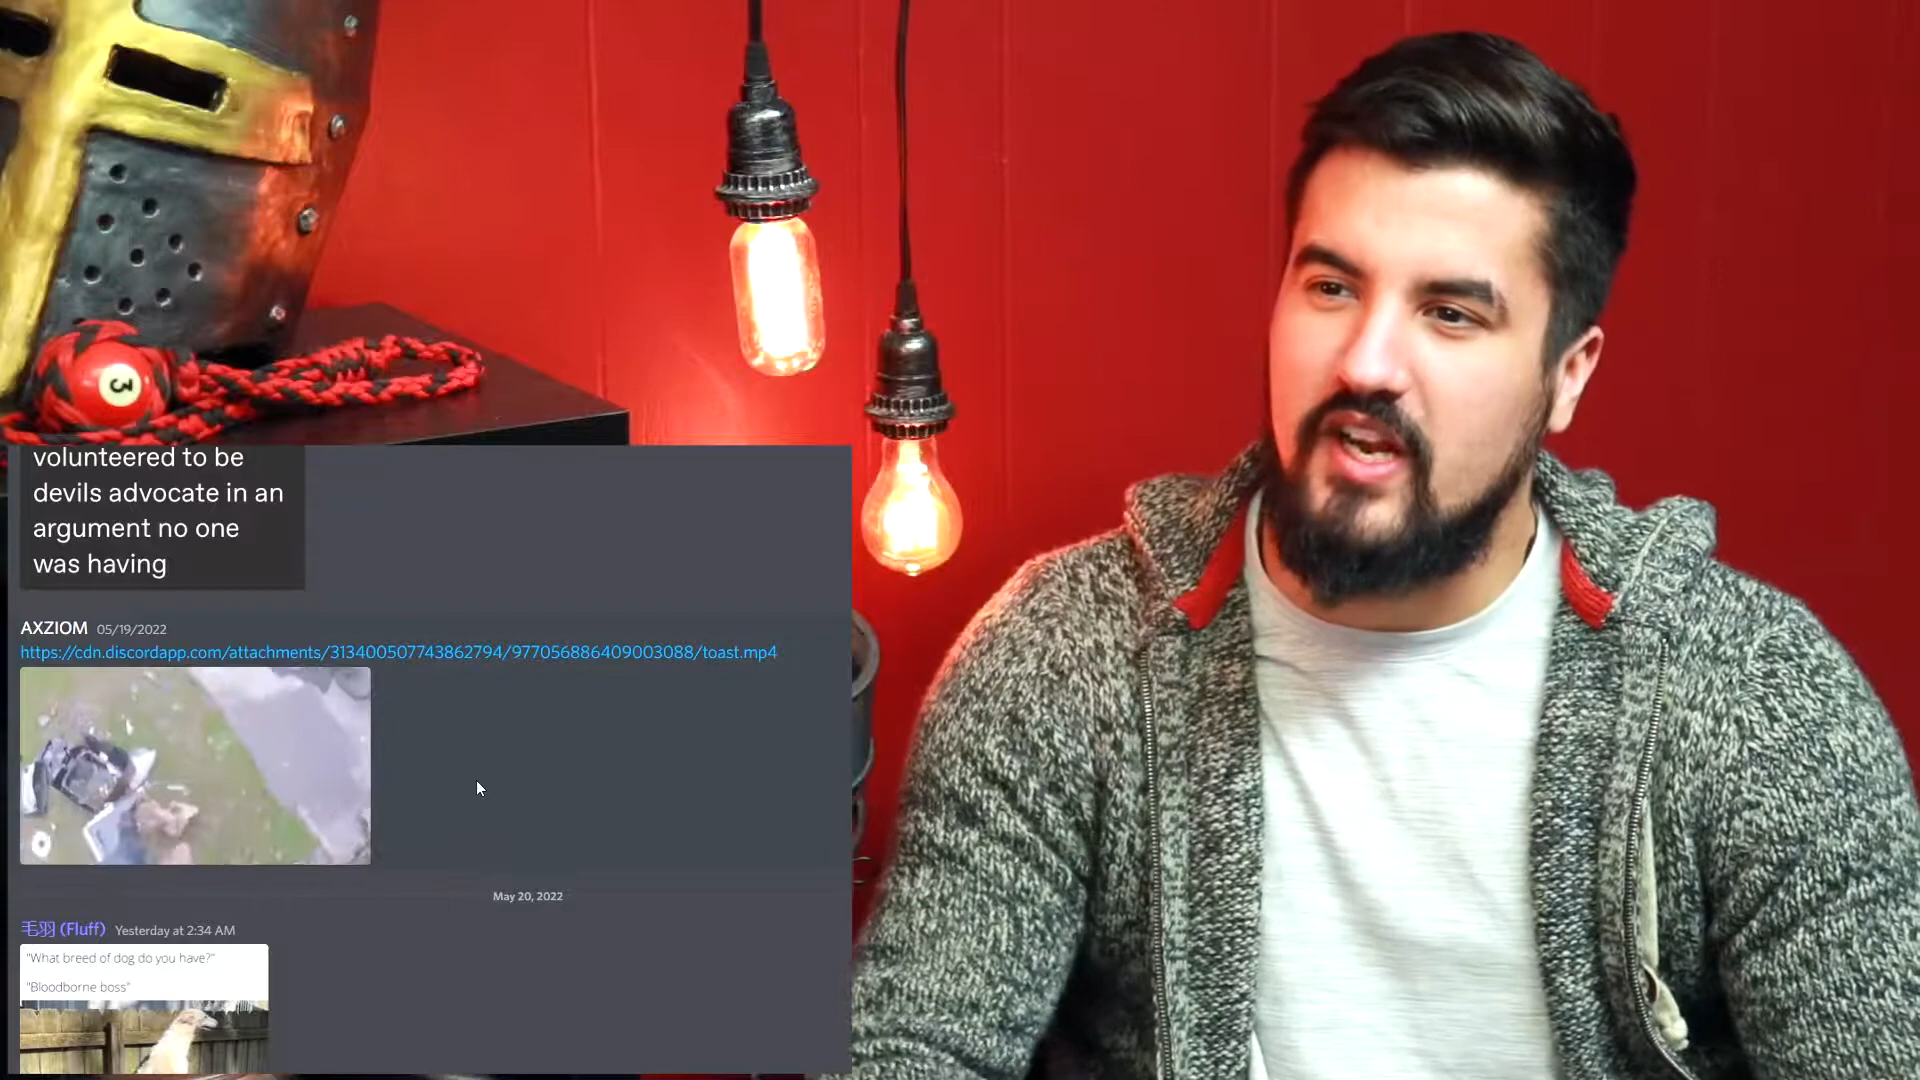 3
volunteered to be
devils advocate in an
argument no one
was having
AXZIOM 05/19/2022
https://cdn.discordapp.com/attachments/313400507743862794/977056886409003088/toast.mp4
May 20, 2022
毛羽 (Fluff) Yesterday at 2:34 AM
"What breed of dog do you have?"
"Bloodborne boss"